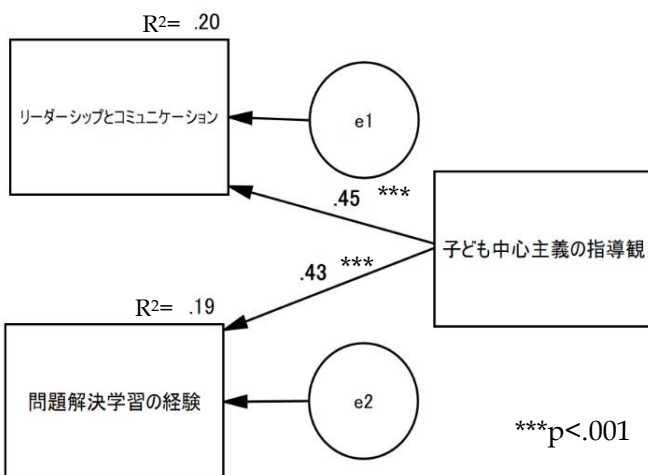 R²= .20
リーダーシップとコミュニケーション
e1
.45 ***
子ども中心主義の指導観
.43 ***
R²= .19
問題解決学習の経験
e2
***p<.001